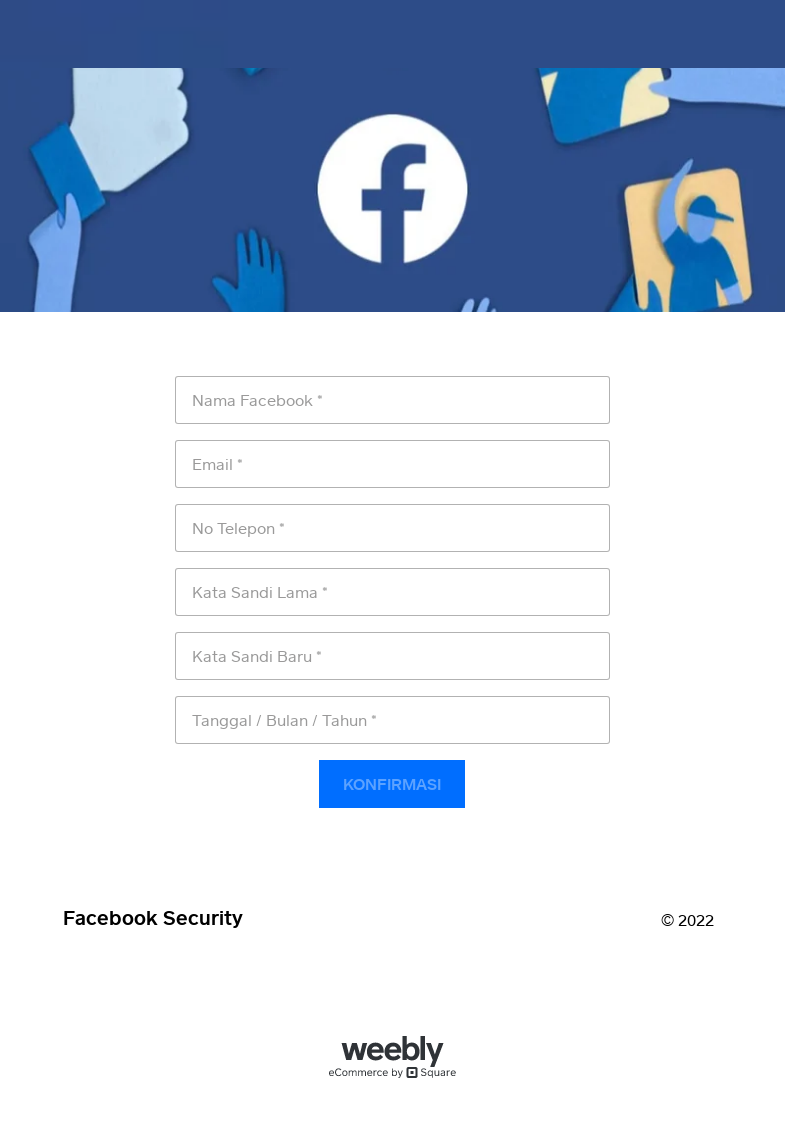 Nama Facebook *
Email *
No Telepon *
Kata Sandi Lama *
Kata Sandi Baru *
Tanggal / Bulan / Tahun *
KONFIRMASI
Facebook Security
© 2022
weebly
eCommerce by Square